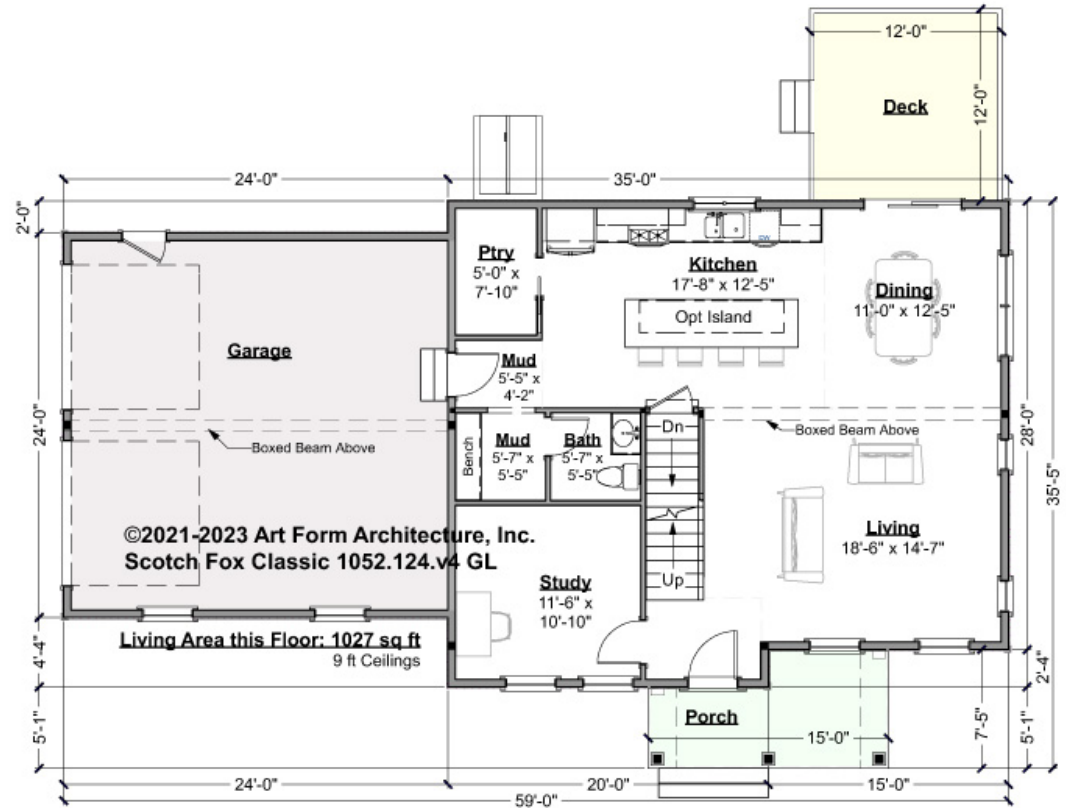 12'-0"
Deck
12'-0"
24'-0"
35'-0"
2'-0"
Ptry
5'-0" x
7'-10"
Kitchen
17'-8" x 12'-5"
DW
Dining
11'-0" x 12'-5"
Opt Island
Garage
Mud
5'-5" x
4'-2"
24'-0"
Boxed Beam Above
Bench
Mud
5'-7" x
5'-5"
Bath
5'-7" x
5'-5"
Dn
Boxed Beam Above
28'-0"
35'-5"
©2021-2023 Art Form Architecture, Inc.
Scotch Fox Classic 1052.124.v4 GL
Living
18'-6" x 14'-7"
Study
11'-6" x
10'-10"
Up
Living Area this Floor: 1027 sq ft
9 ft Ceilings
4'-4"
2'-4"
5'-1"
Porch
15'-0"
7'-5"
5'-1"
24'-0"
20'-0"
15'-0"
59'-0"